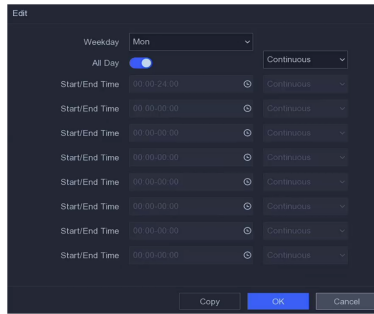 Edit
Weekday Mon
All Day Continuous
Start/End Time 00:00-24:00 Continuous
Start/End Time 00:00-00:00 Continuous
Start/End Time 00:00-00:00 Continuous
Start/End Time 00:00-00:00 Continuous
Start/End Time 00:00-00:00 Continuous
Start/End Time 00:00-00:00 Continuous
Start/End Time 00:00-00:00 Continuous
Start/End Time 00:00-00:00 Continuous
Copy OK Cancel